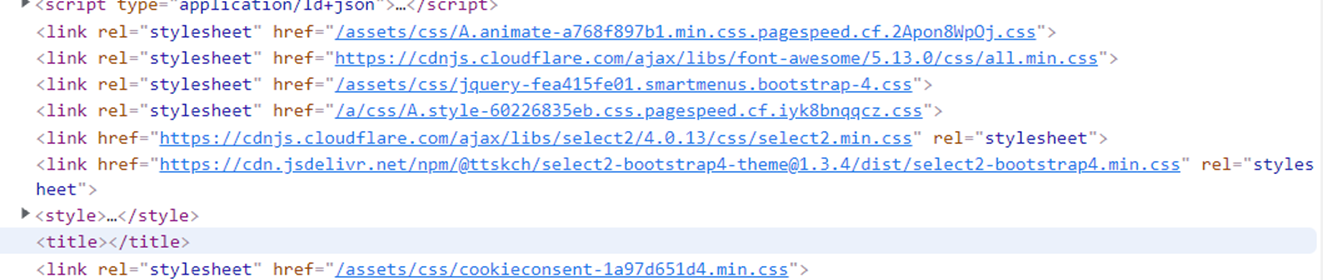 <script type="application/ld+json">…</script>
<link rel="stylesheet" href="/assets/css/A.animate-a768f897b1.min.css.pagespeed.cf.2Apon8WpOj.css">
<link rel="stylesheet" href="https://cdnjs.cloudflare.com/ajax/libs/font-awesome/5.13.0/css/all.min.css">
<link rel="stylesheet" href="/assets/css/jquery-fea415fe01.smartmenus.bootstrap-4.css">
<link rel="stylesheet" href="/a/css/A.style-60226835eb.css.pagespeed.cf.iyk8bnqqcz.css">
<link href="https://cdnjs.cloudflare.com/ajax/libs/select2/4.0.13/css/select2.min.css" rel="stylesheet">
<link href="https://cdn.jsdelivr.net/npm/@ttskch/select2-bootstrap4-theme@1.3.4/dist/select2-bootstrap4.min.css" rel="styles
heet">
<style>…</style>
<title></title>
<link rel="stylesheet" href="/assets/css/cookieconsent-1a97d651d4.min.css">